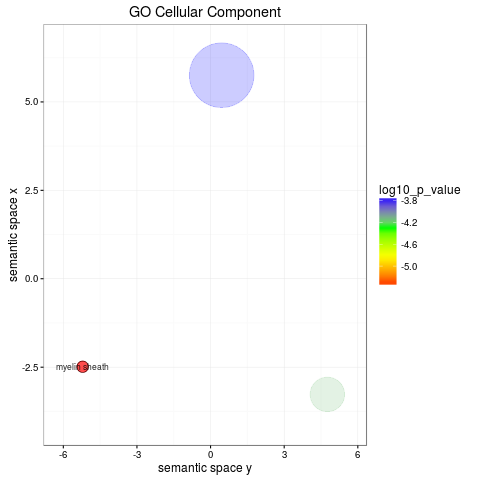 GO Cellular Component
5.0
2.5
0.0
-2.5
semantic space x
myelin sheath
-6
-3
0
3
6
semantic space y
log10_p_value
-3.8
-4.2
-4.6
-5.0